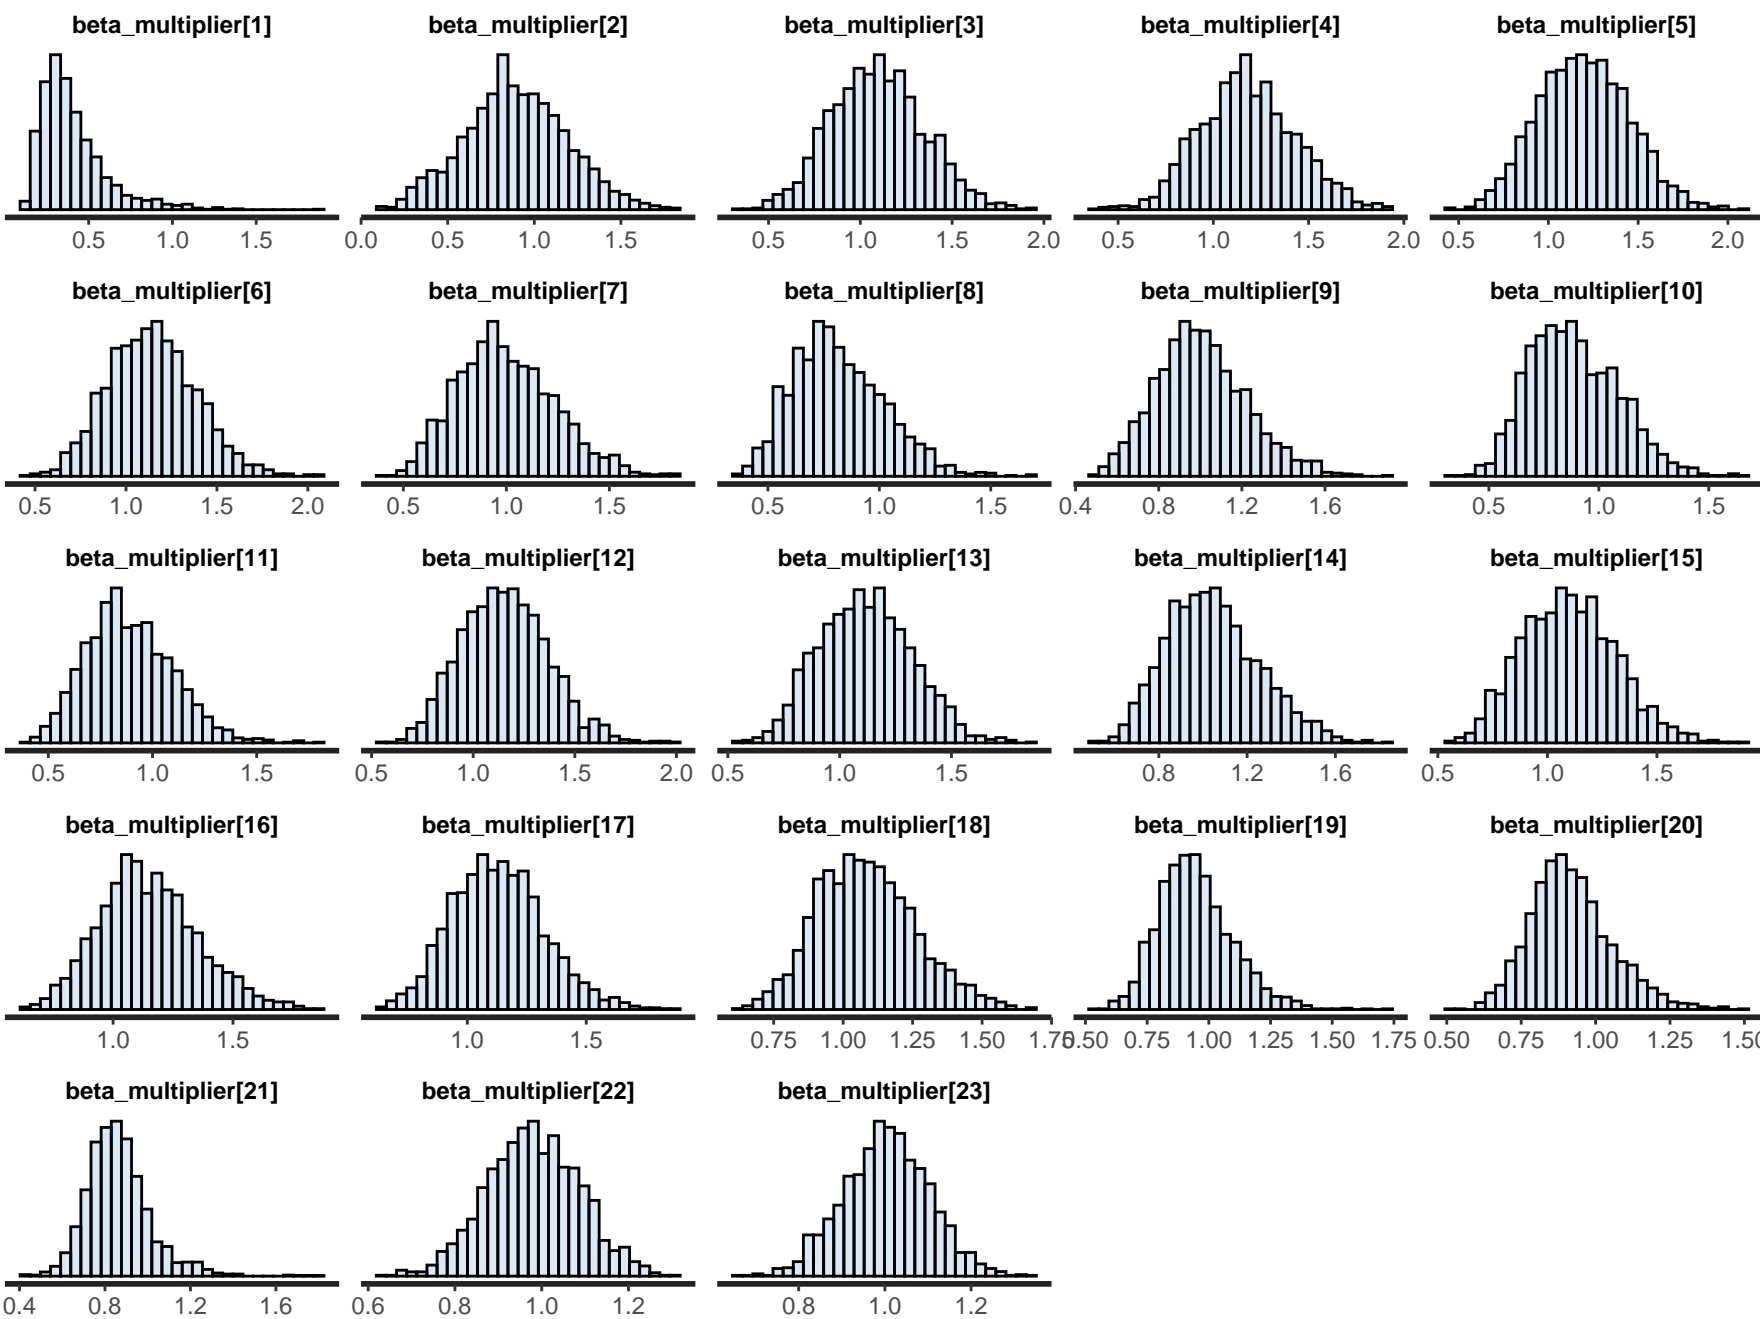 beta_multiplier[1] beta_multiplier[2] beta_multiplier[3] beta_multiplier[4] beta_multiplier[5]
0.5 1.0 1.5 0.0 0.5 1.0 1.5 0.5 1.0 1.5 2.0 0.5 1.0 1.5 2.0 0.5 1.0 1.5 2.0
beta_multiplier[6] beta_multiplier[7] beta_multiplier[8] beta_multiplier[9] beta_multiplier[10]
0.5 1.0 1.5 2.0 0.5 1.0 1.5 0.5 1.0 1.5 0.4 0.8 1.2 1.6 0.5 1.0 1.5
beta_multiplier[11] beta_multiplier[12] beta_multiplier[13] beta_multiplier[14] beta_multiplier[15]
0.5 1.0 1.5 0.5 1.0 1.5 2.0 0.5 1.0 1.5 0.8 1.2 1.6 0.5 1.0 1.5
beta_multiplier[16] beta_multiplier[17] beta_multiplier[18] beta_multiplier[19] beta_multiplier[20]
1.0 1.5 1.0 1.5 0.75 1.00 1.25 1.50 1.75 0.50 0.75 1.00 1.25 1.50 1.75 0.50 0.75 1.00 1.25 1.50
beta_multiplier[21] beta_multiplier[22] beta_multiplier[23]
0.4 0.8 1.2 1.6 0.6 0.8 1.0 1.2 0.8 1.0 1.2